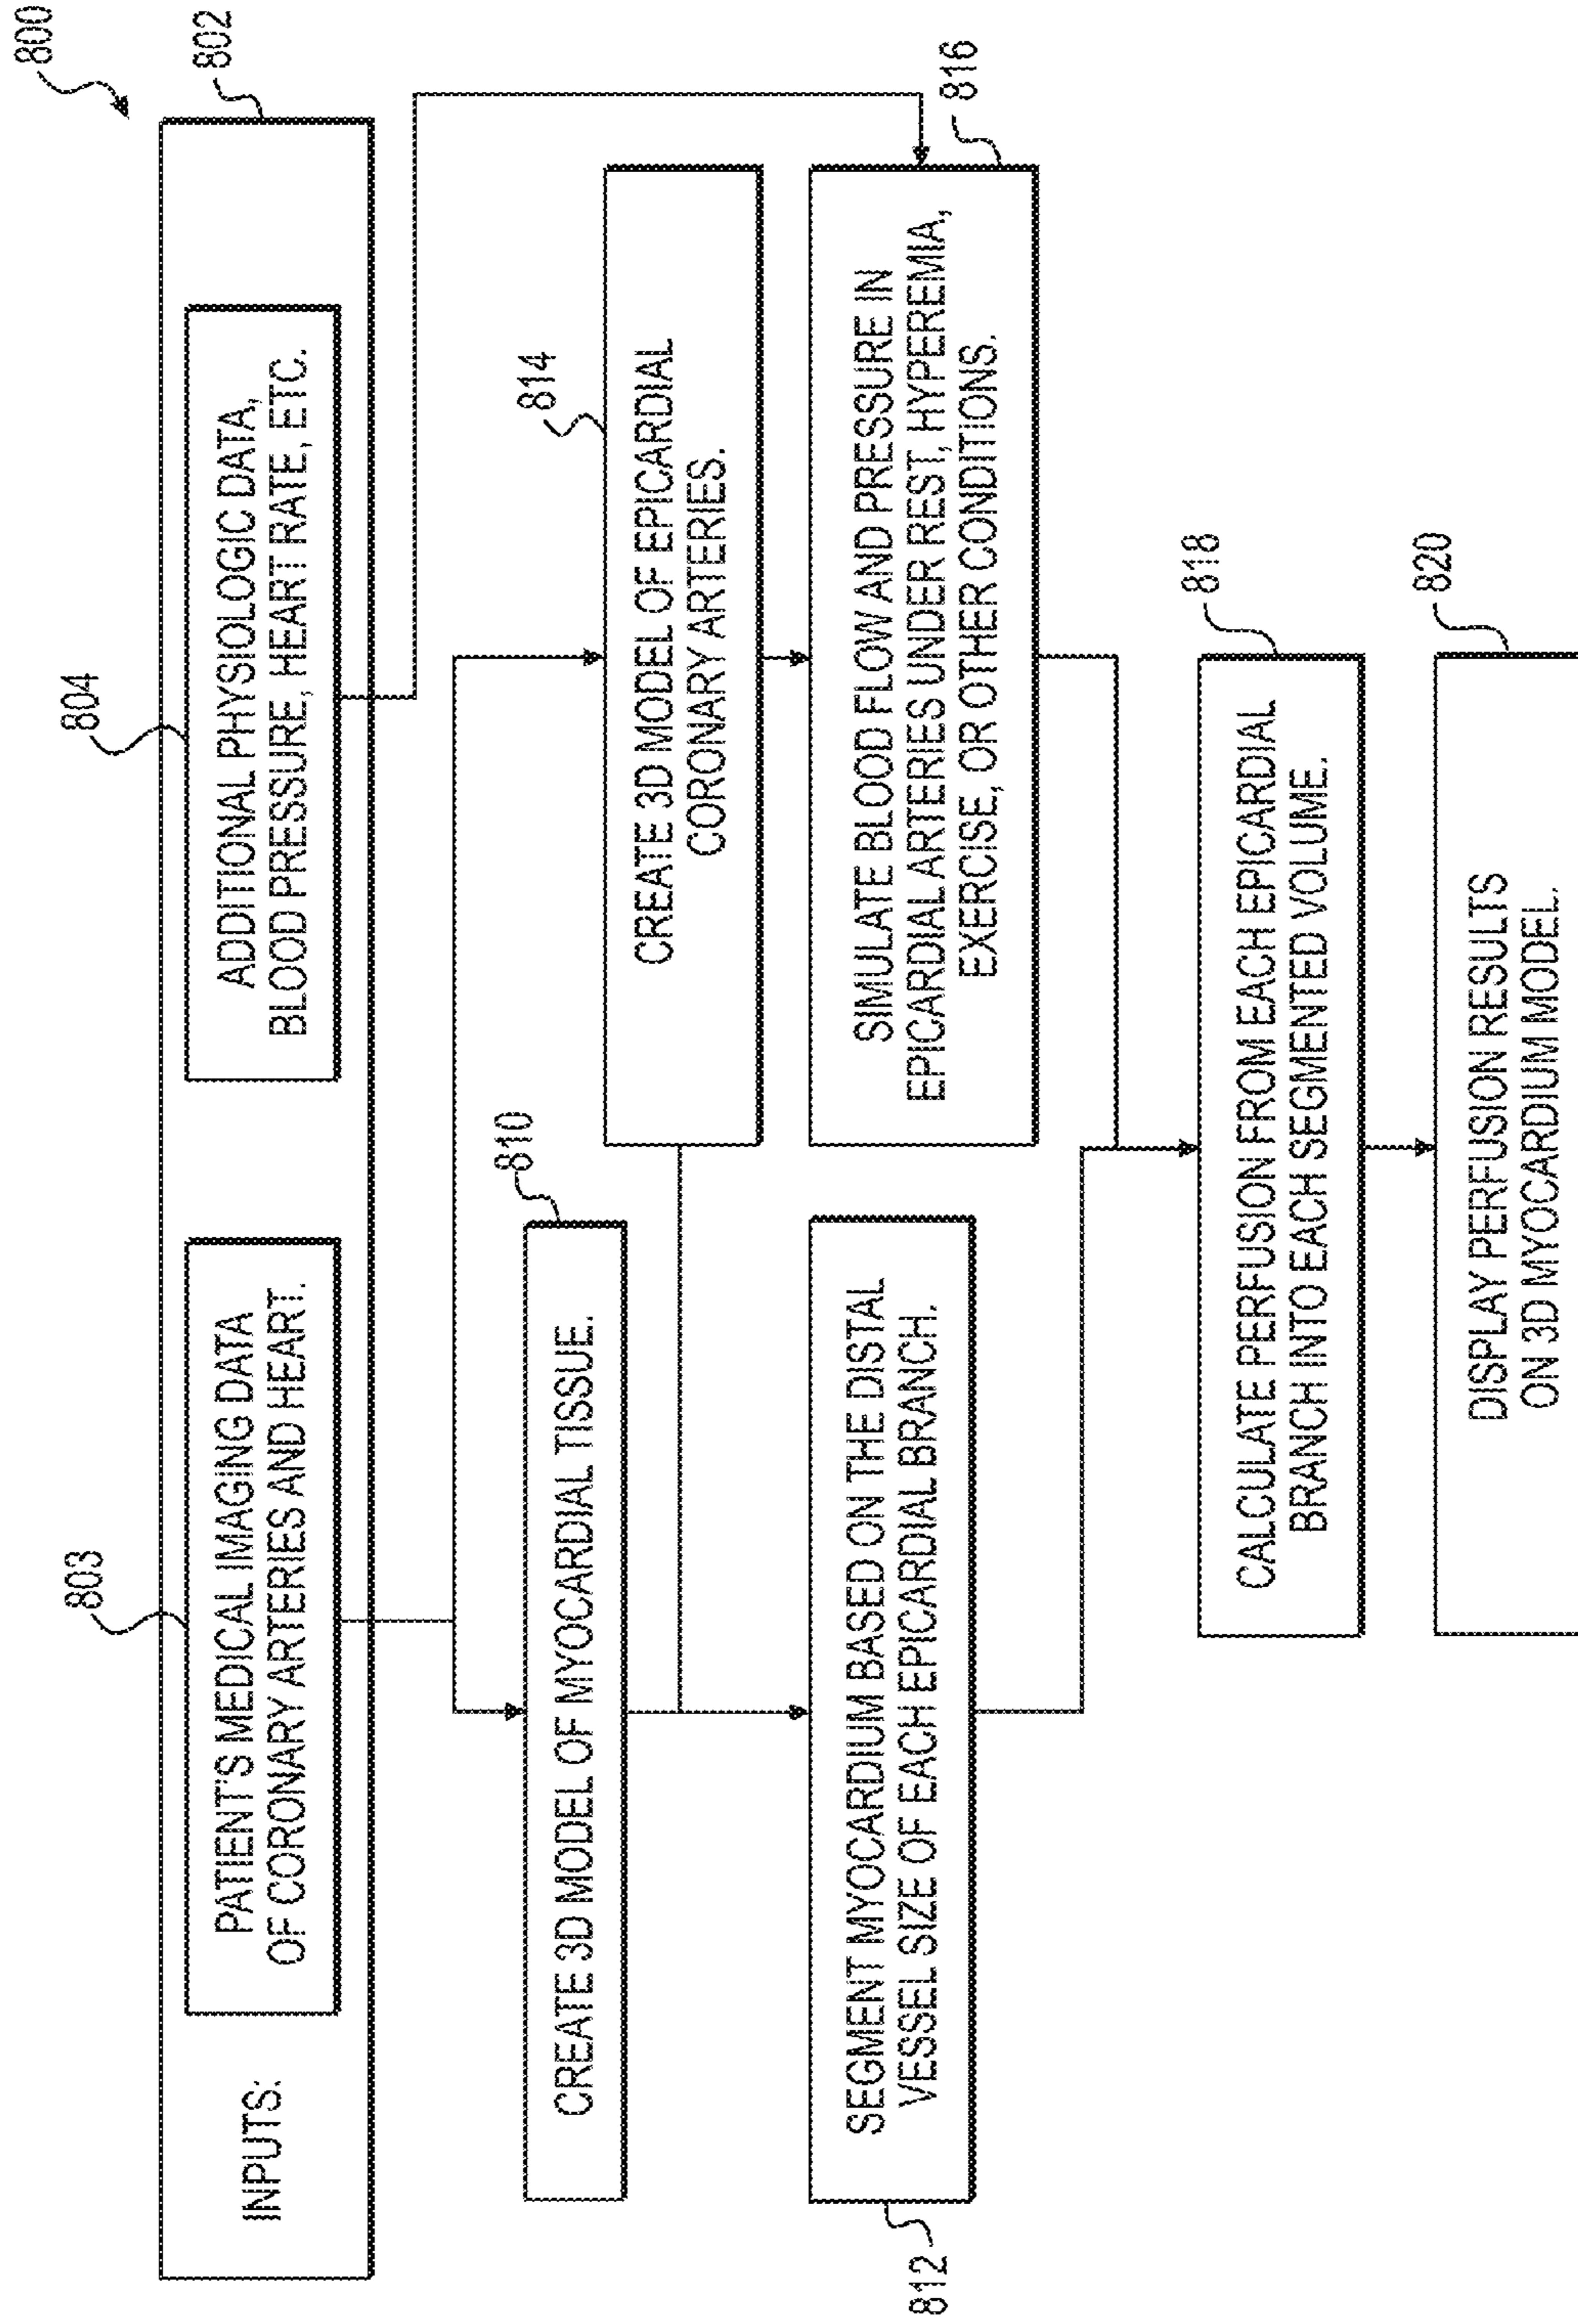 800
802
INPUTS:
803
PATIENT'S MEDICAL IMAGING DATA
OF CORONARY ARTERIES AND HEART.
804
ADDITIONAL PHYSIOLOGIC DATA,
BLOOD PRESSURE, HEART RATE, ETC.
810
CREATE 3D MODEL OF MYOCARDIAL TISSUE.
814
CREATE 3D MODEL OF EPICARDIAL
CORONARY ARTERIES.
812
SEGMENT MYOCARDIUM BASED ON THE DISTAL
VESSEL SIZE OF EACH EPICARDIAL BRANCH.
816
SIMULATE BLOOD FLOW AND PRESSURE IN
EPICARDIAL ARTERIES UNDER REST, HYPEREMIA,
EXERCISE, OR OTHER CONDITIONS.
818
CALCULATE PERFUSION FROM EACH EPICARDIAL
BRANCH INTO EACH SEGMENTED VOLUME.
820
DISPLAY PERFUSION RESULTS
ON 3D MYOCARDIUM MODEL.